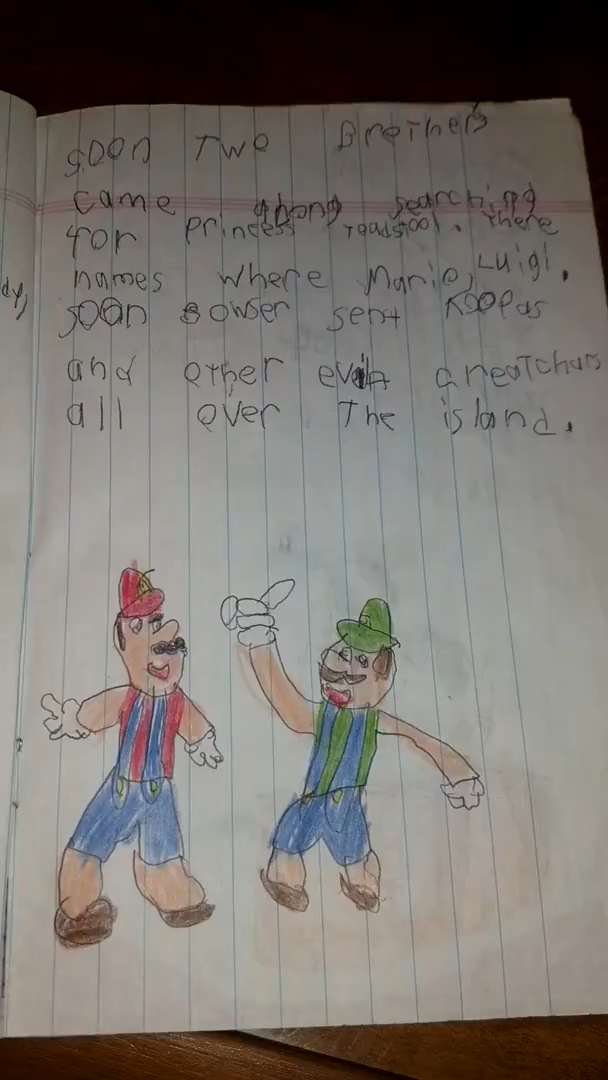 soon Two Brothers
came along searching
for princess Toadstool. There
names where Mario, Luigi.
soon Bowser sent Koopas
and other evil creatchurs
all over The island.